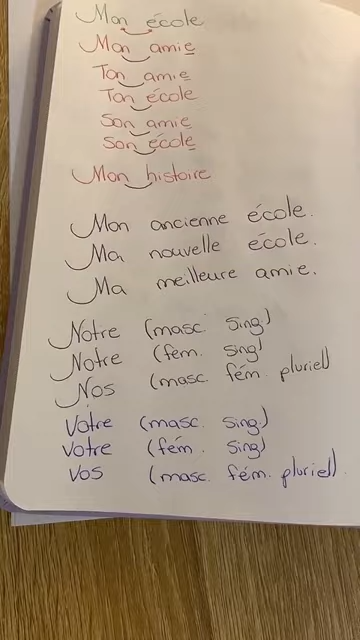 Mon école
Mon amie
Ton amie
Ton école
Son amie
Son école
Mon histoire
Mon ancienne école.
Ma nouvelle école.
Ma meilleure amie.
Notre (masc. sing.)
Notre (fém. sing)
Nos (masc. fém. pluriel)
Votre (masc. sing.)
Votre (fém. sing)
Vos (masc. fém. pluriel).